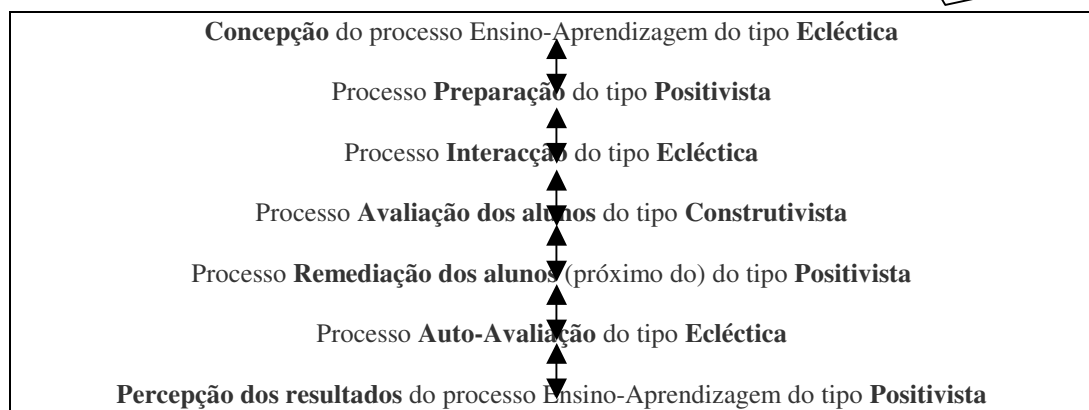 Concepção do processo Ensino-Aprendizagem do tipo Ecléctica
Processo Preparação do tipo Positivista
Processo Interacção do tipo Ecléctica
Processo Avaliação dos alunos do tipo Construtivista
Processo Remediação dos alunos (próximo do) do tipo Positivista
Processo Auto-Avaliação do tipo Ecléctica
Percepção dos resultados do processo Ensino-Aprendizagem do tipo Positivista